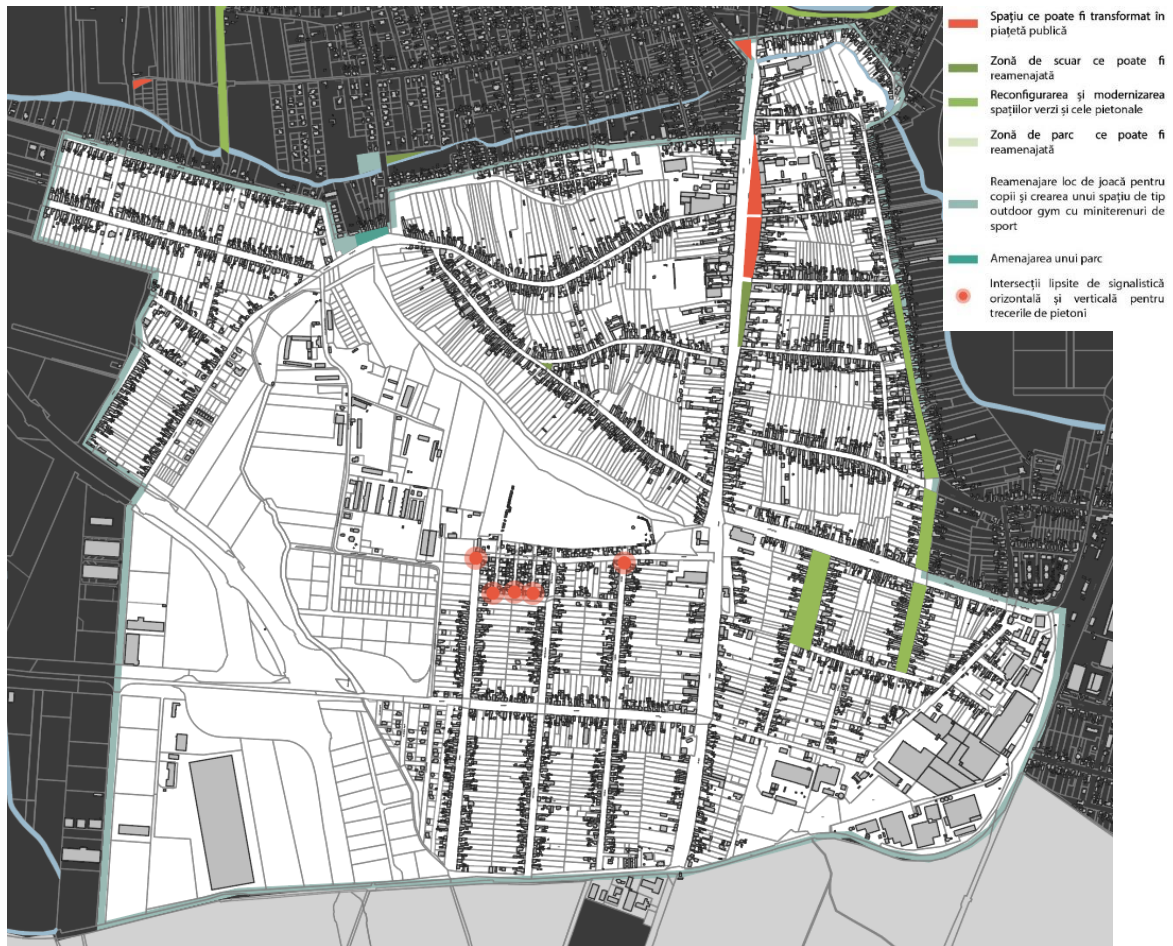 Spațiu ce poate fi transformat în
piațetă publică
Zonă de scuar ce poate fi
reamenajată
Reconfigurarea și modernizarea
spațiilor verzi și cele pietonale
Zonă de parc ce poate fi
reamenajată
Reamenajare loc de joacă pentru
copii și crearea unui spațiu de tip
outdoor gym cu miniterenuri de
sport
Amenajarea unui parc
Intersecții lipsite de signalistică
orizontală și verticală pentru
trecerile de pietoni